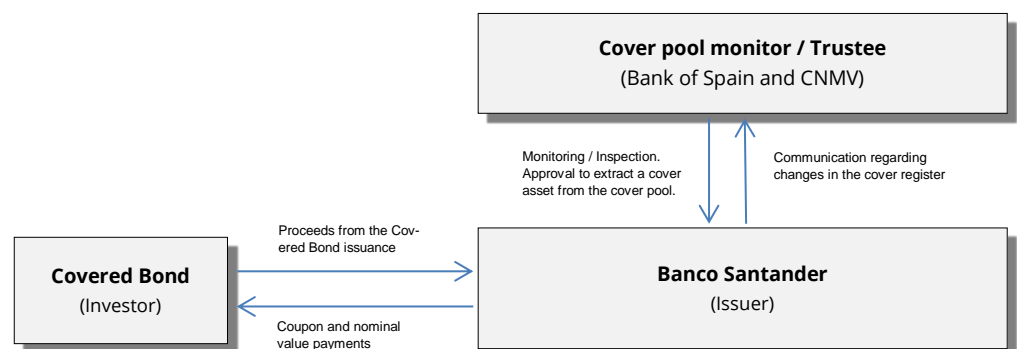 Cover pool monitor / Trustee
(Bank of Spain and CNMV)
Monitoring / Inspection.
Approval to extract a cover
asset from the cover pool.
Communication regarding
changes in the cover register
Proceeds from the Cov-
ered Bond issuance
Covered Bond
(Investor)
Banco Santander
(Issuer)
Coupon and nominal
value payments